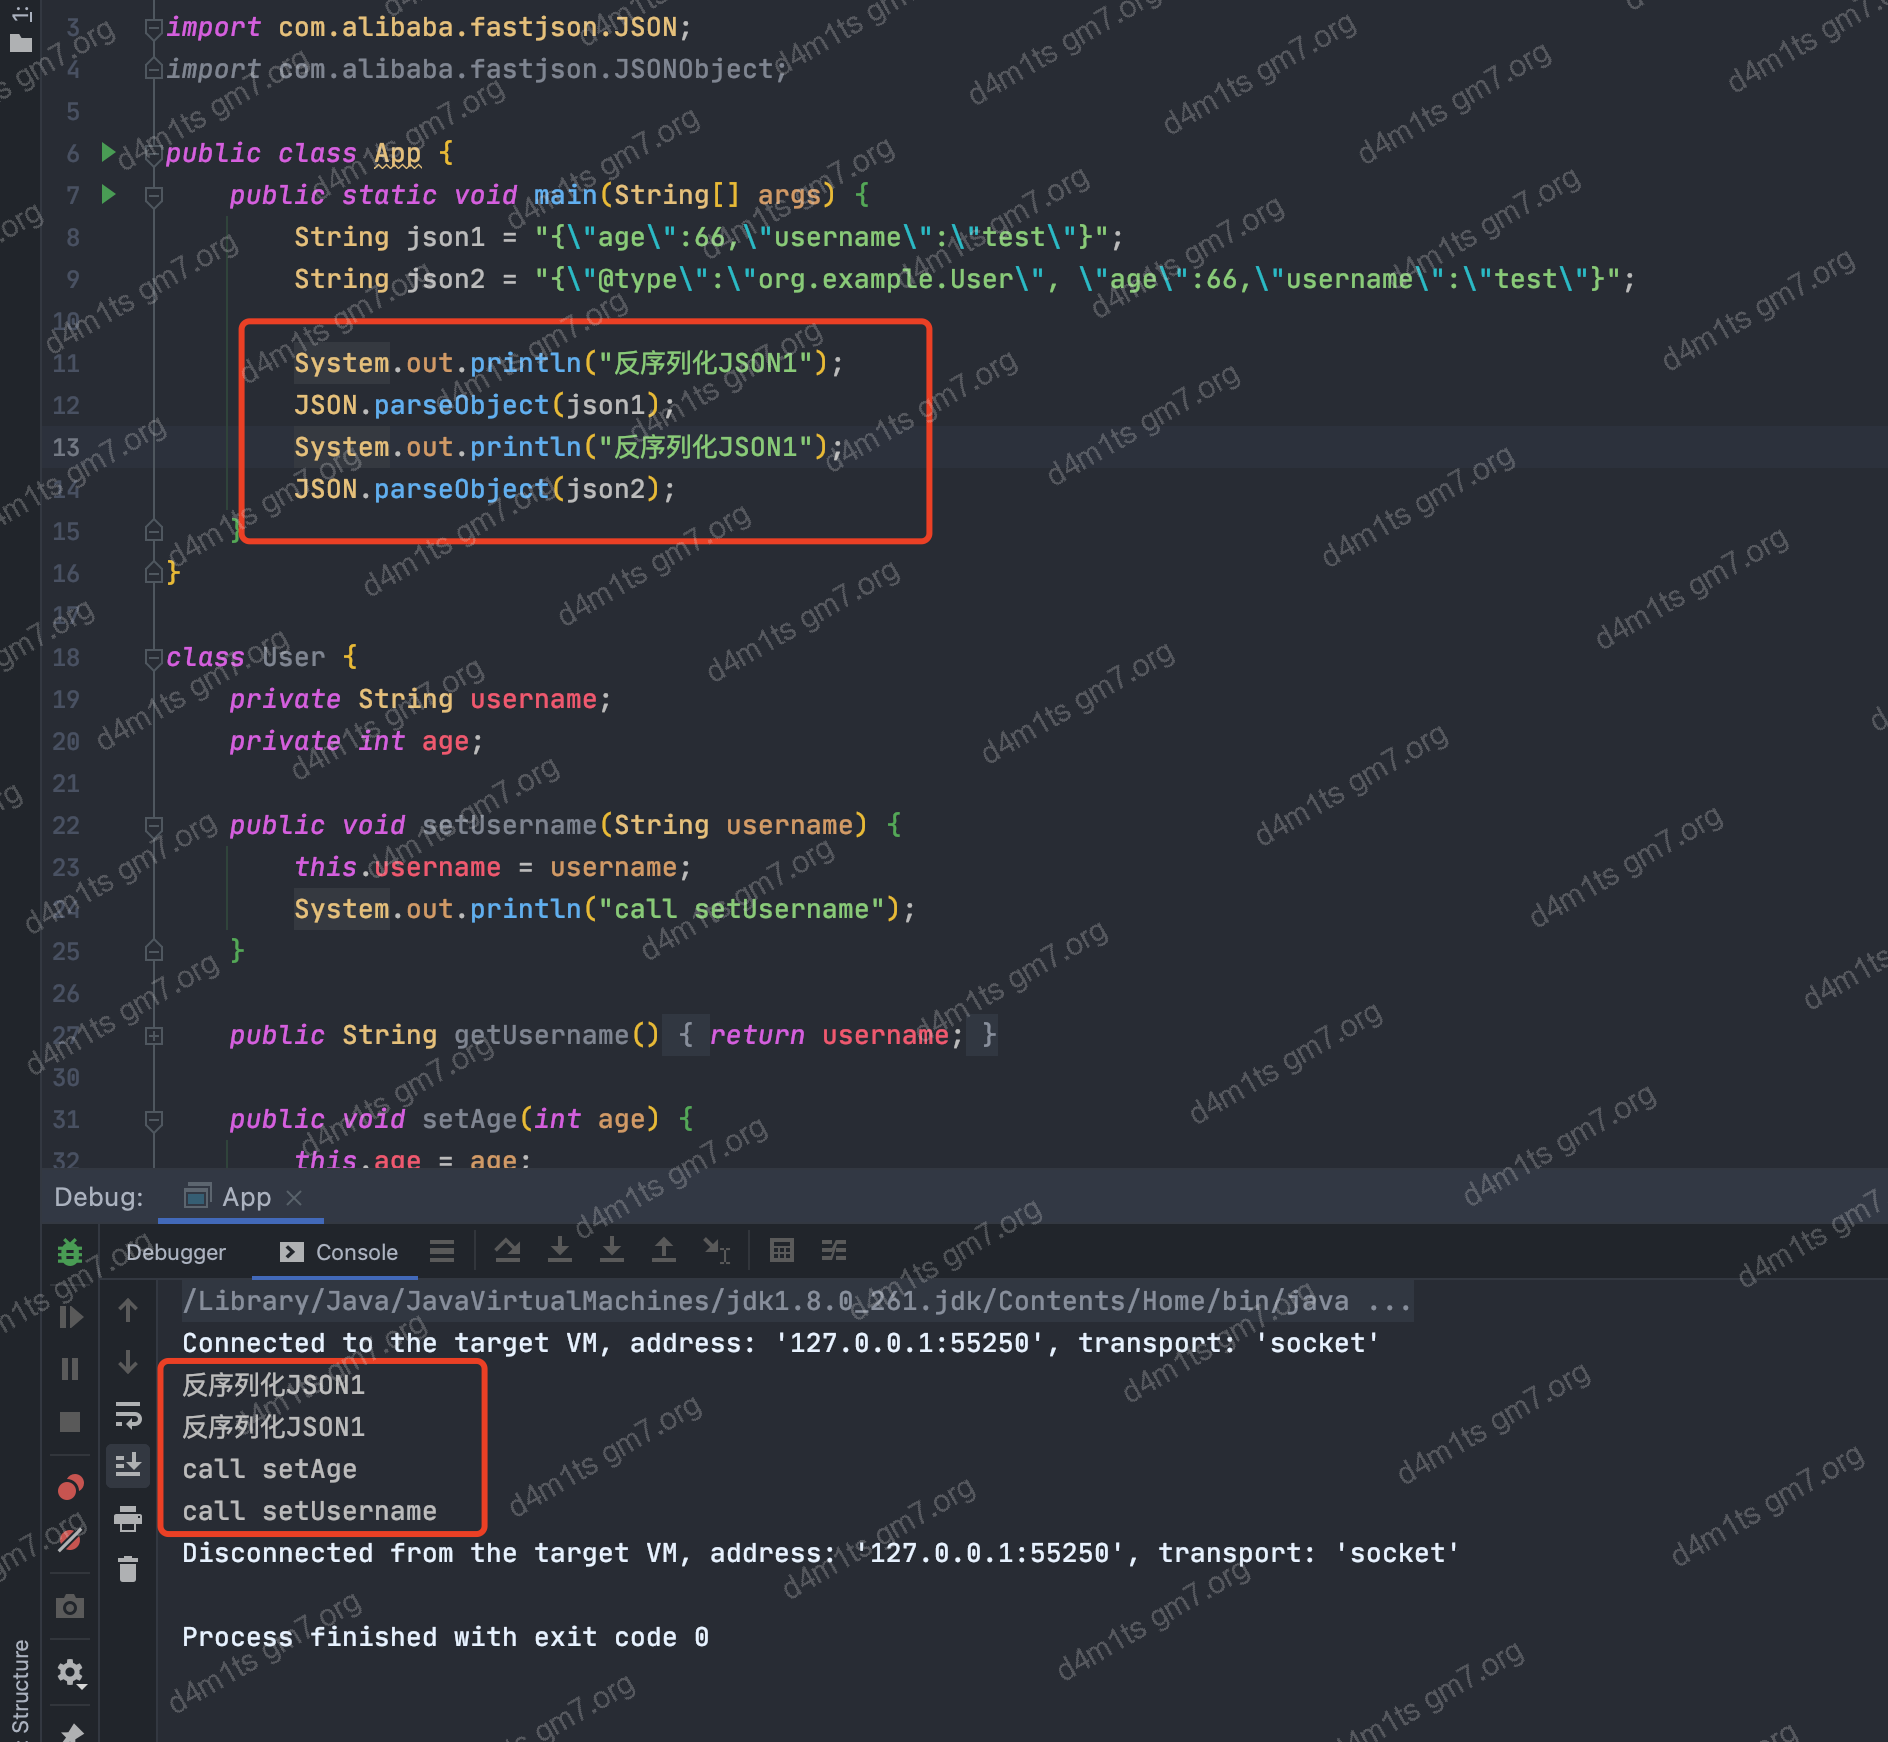 3 import com.alibaba.fastjson.JSON;
4 import com.alibaba.fastjson.JSONObject;
5
6 public class App {
7 public static void main(String[] args) {
8 String json1 = "{\"age\":66,\"username\":\"test\"}";
9 String json2 = "{\"@type\":\"org.example.User\", \"age\":66,\"username\":\"test\"}";
10
11 System.out.println("反序列化JSON1");
12 JSON.parseObject(json1);
13 System.out.println("反序列化JSON1");
14 JSON.parseObject(json2);
15 }
16 }
17
18 class User {
19 private String username;
20 private int age;
21
22 public void setUsername(String username) {
23 this.username = username;
24 System.out.println("call setUsername");
25 }
26
27 public String getUsername() { return username; }
30
31 public void setAge(int age) {
32 this.age = age;
Debug: App
Debugger Console
/Library/Java/JavaVirtualMachines/jdk1.8.0_261.jdk/Contents/Home/bin/java ...
Connected to the target VM, address: '127.0.0.1:55250', transport: 'socket'
反序列化JSON1
反序列化JSON1
call setAge
call setUsername
Disconnected from the target VM, address: '127.0.0.1:55250', transport: 'socket'
Process finished with exit code 0
Structure
d4m1ts gm7.org